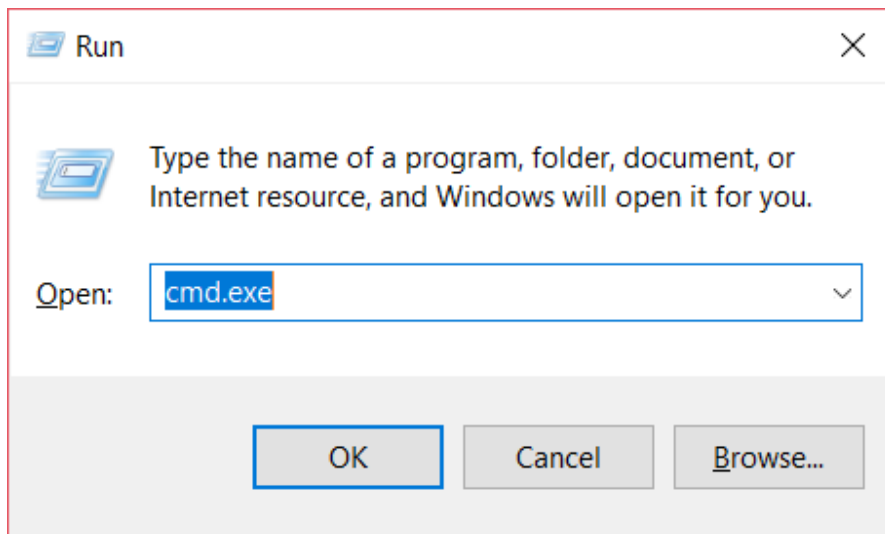 Run
Type the name of a program, folder, document, or
Internet resource, and Windows will open it for you.
Open: cmd.exe
OK Cancel Browse...